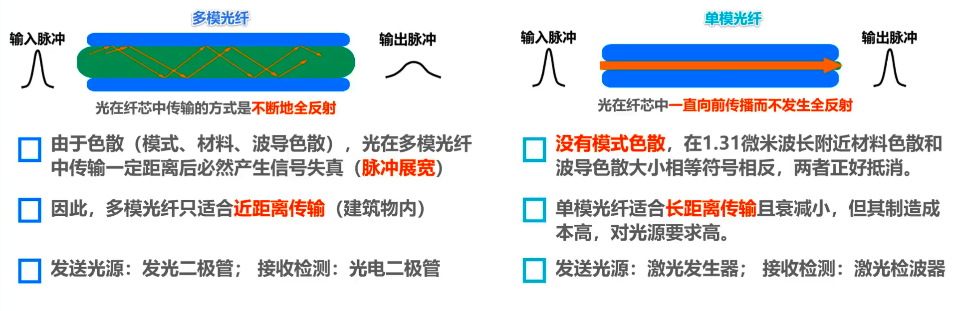 多模光纤
输入脉冲
输出脉冲
光在纤芯中传输的方式是不断地全反射
由于色散（模式、材料、波导色散），光在多模光纤
中传输一定距离后必然产生信号失真（脉冲展宽）
因此，多模光纤只适合近距离传输（建筑物内）
发送光源：发光二极管； 接收检测：光电二极管
单模光纤
输入脉冲
输出脉冲
光在纤芯中一直向前传播而不发生全反射
没有模式色散，在1.31微米波长附近材料色散和
波导色散大小相等符号相反，两者正好抵消。
单模光纤适合长距离传输且衰减小，但其制造成
本高，对光源要求高。
发送光源：激光发生器； 接收检测：激光检波器